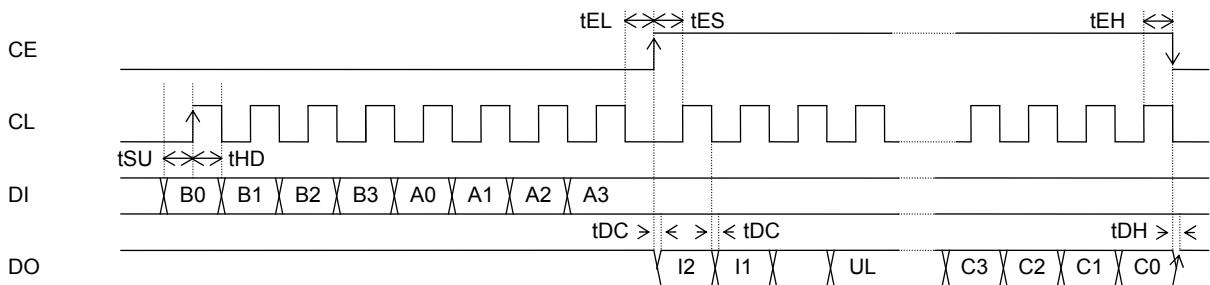 tEL tES tEH
CE
CL
tSU tHD
DI B0 B1 B2 B3 A0 A1 A2 A3
tDC tDC tDH
DO I2 I1 UL C3 C2 C1 C0